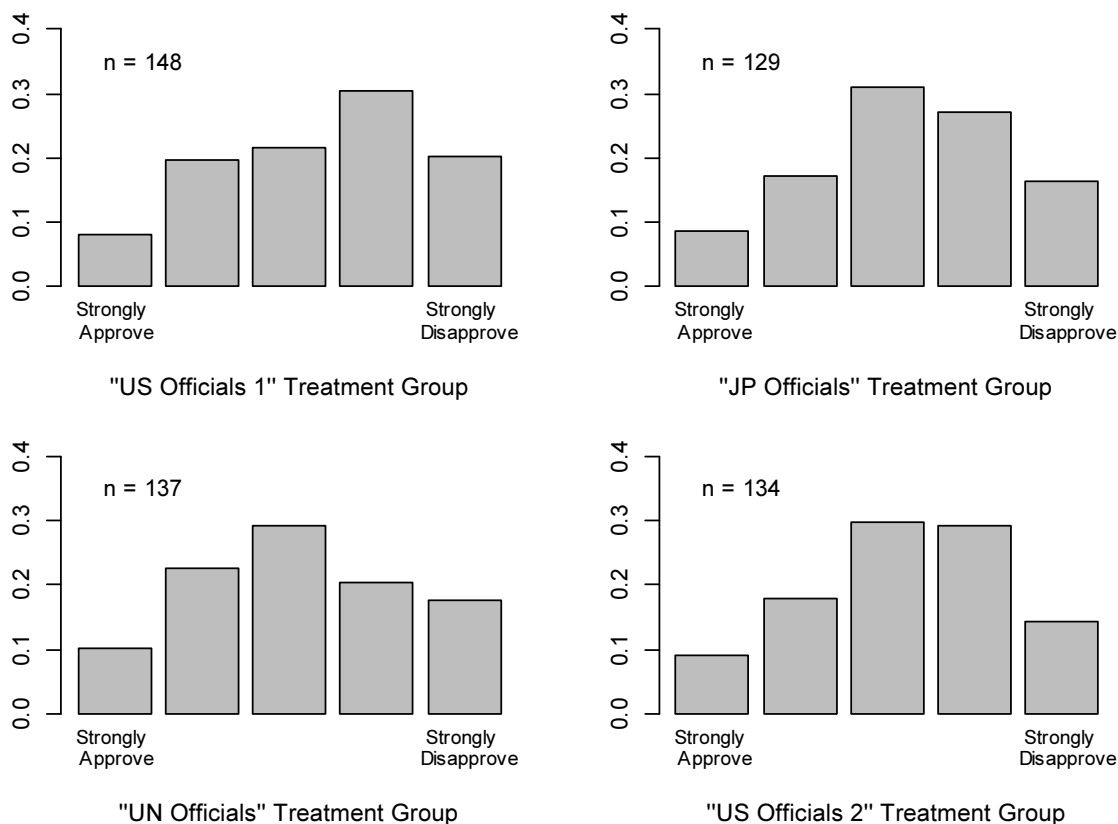 0.0 0.1 0.2 0.3 0.4
n = 148
Strongly Approve
Strongly Disapprove
"US Officials 1" Treatment Group
0.0 0.1 0.2 0.3 0.4
n = 129
Strongly Approve
Strongly Disapprove
"JP Officials" Treatment Group
0.0 0.1 0.2 0.3 0.4
n = 137
Strongly Approve
Strongly Disapprove
"UN Officials" Treatment Group
0.0 0.1 0.2 0.3 0.4
n = 134
Strongly Approve
Strongly Disapprove
"US Officials 2" Treatment Group